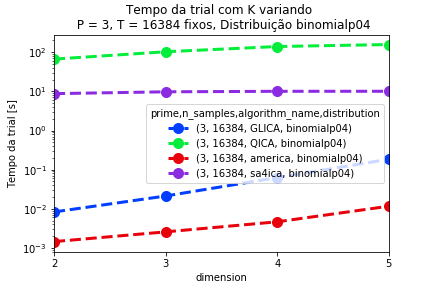 Tempo da trial com K variando
P = 3, T = 16384 fixos, Distribuição binomialp04
Tempo da trial [s]
10²
10¹
10⁰
10⁻¹
10⁻²
10⁻³
prime,n_samples,algorithm_name,distribution
(3, 16384, GLICA, binomialp04)
(3, 16384, QICA, binomialp04)
(3, 16384, america, binomialp04)
(3, 16384, sa4ica, binomialp04)
2 3 4 5
dimension